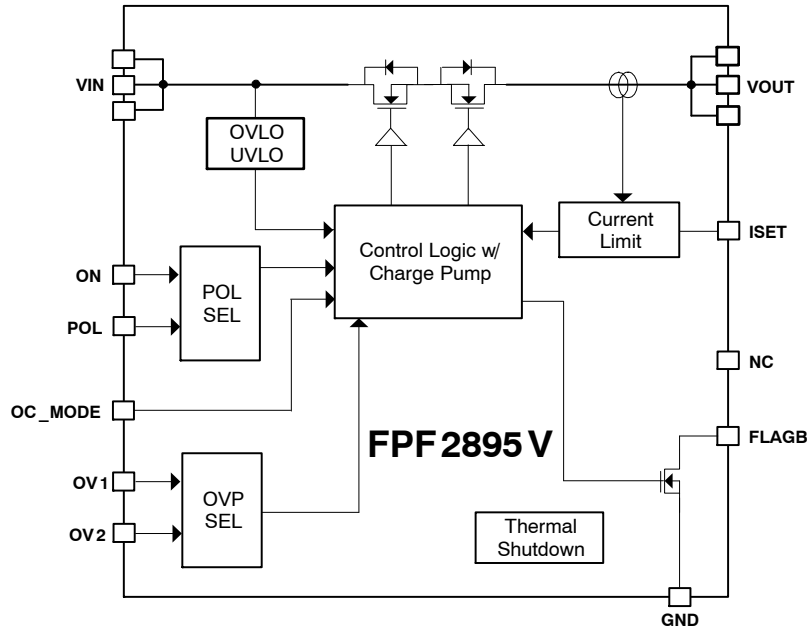 VIN
VOUT
OVLO
UVLO
Control Logic w/
Charge Pump
Current
Limit
ISET
ON
POL
POL
SEL
NC
OC_MODE
FPF2895V
FLAGB
OV1
OV2
OVP
SEL
Thermal
Shutdown
GND